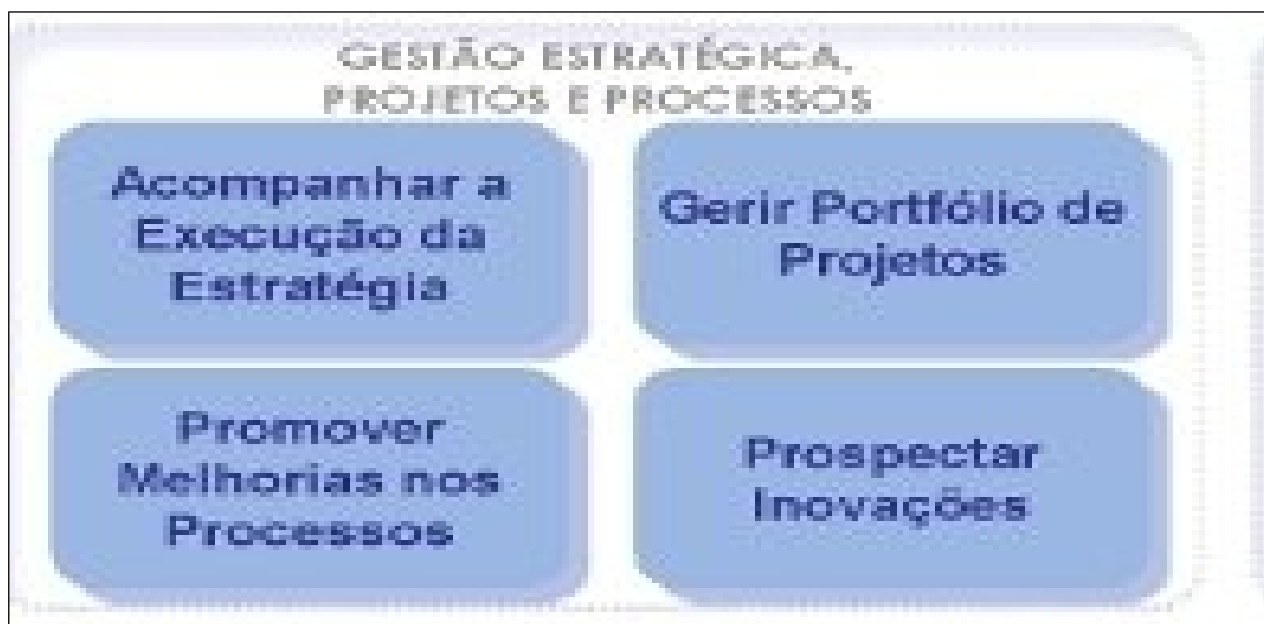 GESTÃO ESTRATÉGICA,
PROJETOS E PROCESSOS
Acompanhar a
Execução da
Estratégia
Gerir Portfólio de
Projetos
Promover
Melhorias nos
Processos
Prospectar
Inovações